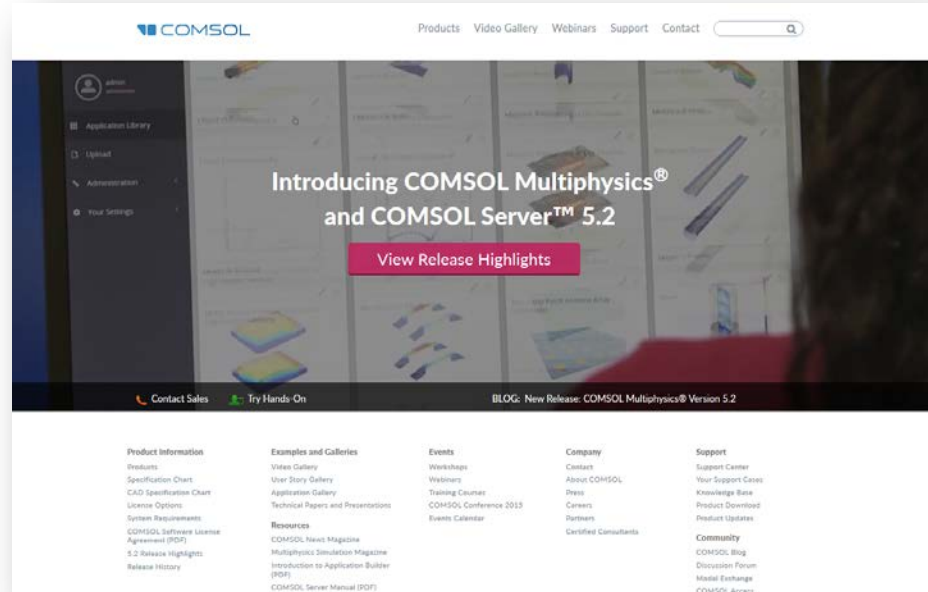 COMSOL
Products Video Gallery Webinars Support Contact
admin
Application Library
Upload
Administration
Your Settings
Introducing COMSOL Multiphysics®
and COMSOL Server™ 5.2
View Release Highlights
Contact Sales Try Hands-On BLOG: New Release: COMSOL Multiphysics® Version 5.2
Product Information
Products
Specification Chart
CAD Specification Chart
License Options
System Requirements
COMSOL Software License
Agreement (PDF)
5.2 Release Highlights
Release History
Examples and Galleries
Video Gallery
User Story Gallery
Application Gallery
Technical Papers and Presentations
Resources
COMSOL News Magazine
Multiphysics Simulation Magazine
Introduction to Application Builder
(PDF)
COMSOL Server Manual (PDF)
Events
Workshops
Webinars
Training Courses
COMSOL Conference 2015
Events Calendar
Company
Contact
About COMSOL
Press
Careers
Partners
Certified Consultants
Support
Support Center
Your Support Cases
Knowledge Base
Product Download
Product Updates
Community
COMSOL Blog
Discussion Forum
Model Exchange
COMSOL Access